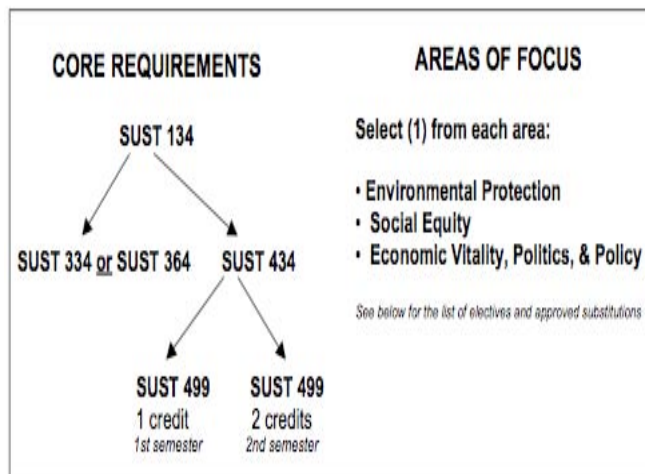 CORE REQUIREMENTS
SUST 134
SUST 334 or SUST 364
SUST 434
SUST 499
1 credit
1st semester
SUST 499
2 credits
2nd semester
AREAS OF FOCUS
Select (1) from each area:
• Environmental Protection
• Social Equity
• Economic Vitality, Politics, & Policy
See below for the list of electives and approved substitutions